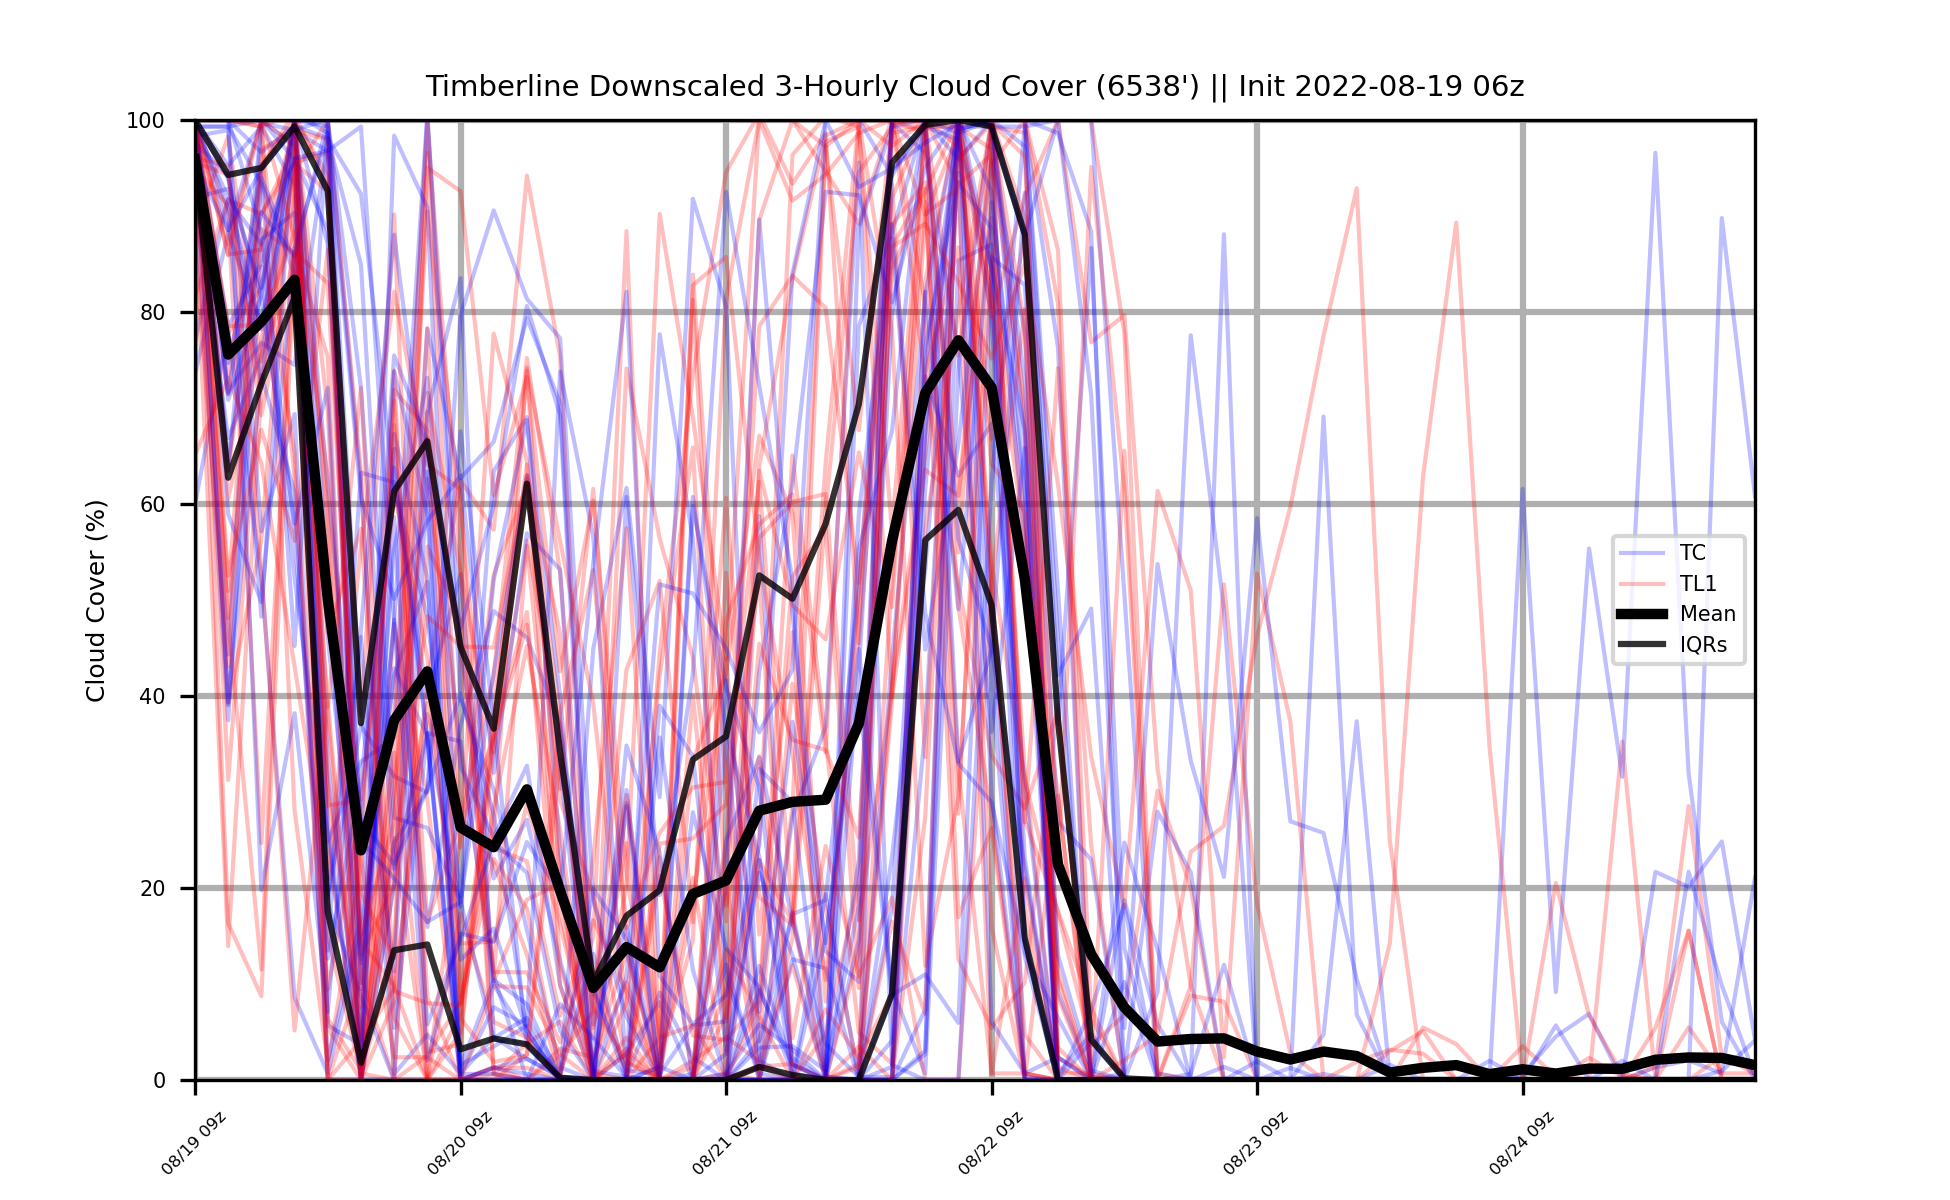 Timberline Downscaled 3-Hourly Cloud Cover (6538') || Init 2022-08-19 06z
Cloud Cover (%)
100
80
60
40
20
0
TC
TL1
Mean
IQRs
08/19 09z
08/20 09z
08/21 09z
08/22 09z
08/23 09z
08/24 09z